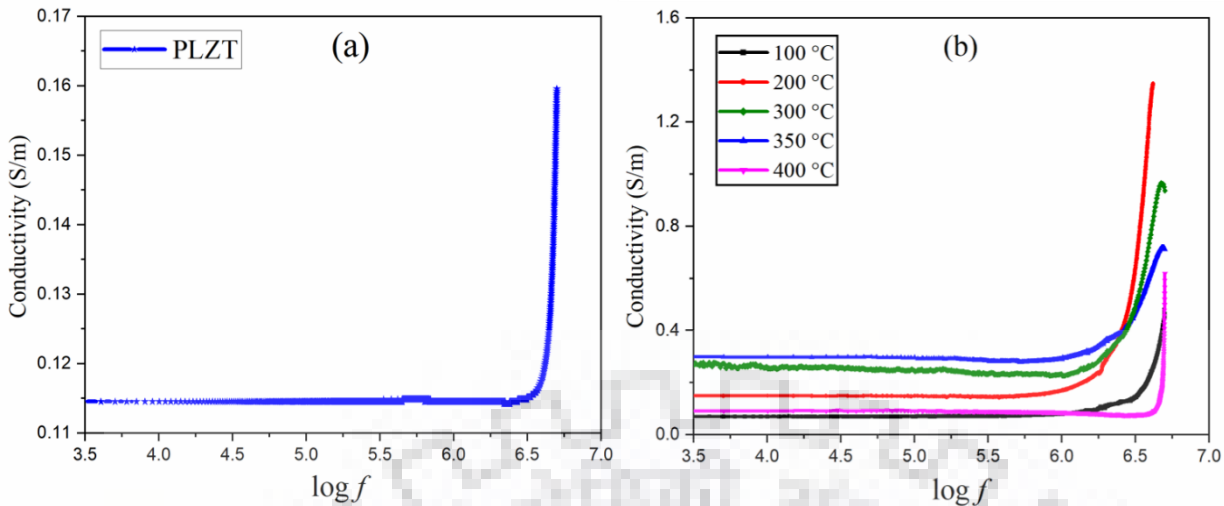 (a)
PLZT
0.17
0.16
0.15
0.14
0.13
0.12
0.11
Conductivity (S/m)
3.5 4.0 4.5 5.0 5.5 6.0 6.5 7.0
log f
(b)
100 °C
200 °C
300 °C
350 °C
400 °C
1.6
1.2
0.8
0.4
0.0
Conductivity (S/m)
3.5 4.0 4.5 5.0 5.5 6.0 6.5 7.0
log f